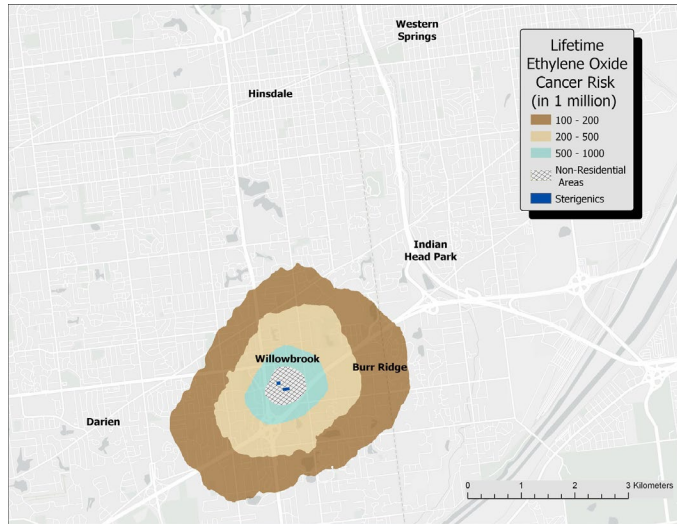 Western
Springs
Hinsdale
Lifetime
Ethylene Oxide
Cancer Risk
(in 1 million)
100 - 200
200 - 500
500 - 1000
Non-Residential
Areas
Sterigenics
Indian
Head Park
Willowbrook
Burr Ridge
Darien
0 1 2 3 Kilometers